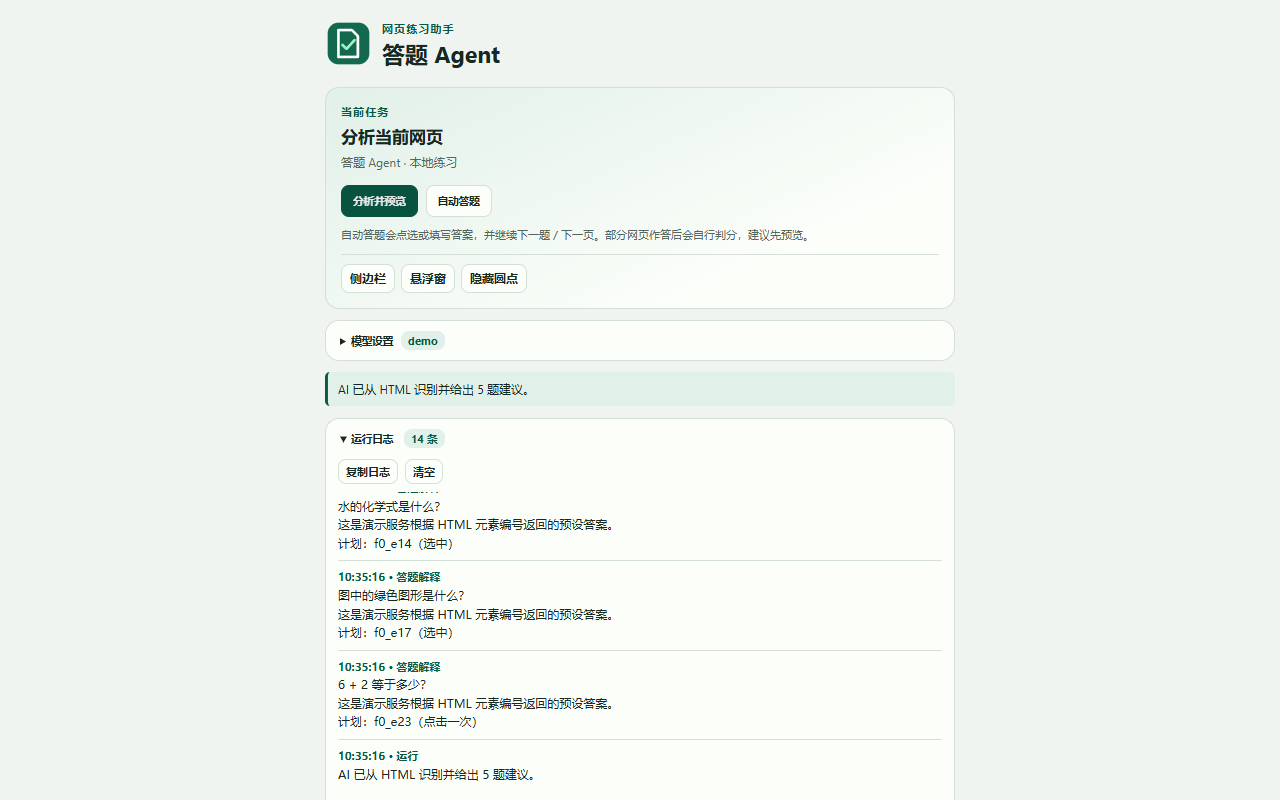 网页练习助手
答题 Agent
当前任务
分析当前网页
答题 Agent · 本地练习
分析并预览
自动答题
自动答题会点选或填写答案，并继续下一题 / 下一页。部分网页作答后会自行判分，建议先预览。
侧边栏
悬浮窗
隐藏圆点
模型设置
demo
AI 已从 HTML 识别并给出 5 题建议。
运行日志
14 条
复制日志
清空
水的化学式是什么?
这是演示服务根据 HTML 元素编号返回的预设答案。
计划：f0_e14（选中）
10:35:16 • 答题解释
图中的绿色图形是什么?
这是演示服务根据 HTML 元素编号返回的预设答案。
计划：f0_e17（选中）
10:35:16 • 答题解释
6 + 2 等于多少?
这是演示服务根据 HTML 元素编号返回的预设答案。
计划：f0_e23（点击一次）
10:35:16 • 运行
AI 已从 HTML 识别并给出 5 题建议。